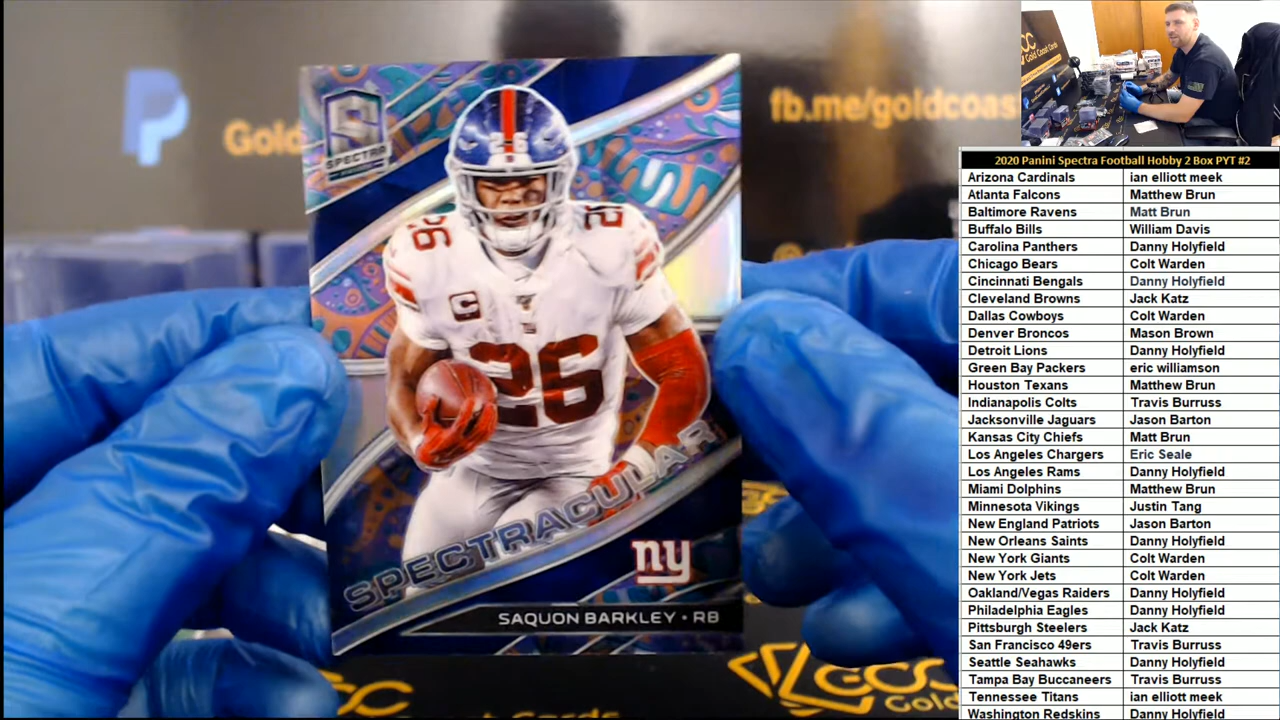 Gold
fb.me/goldcoas
SPECTRA
26
26
26
C
26
SPECTRACULAR
ny
SAQUON BARKLEY • RB
Gold
Gold Coast Cards
2020 Panini Spectra Football Hobby 2 Box PYT #2
Arizona Cardinals ian elliott meek
Atlanta Falcons Matthew Brun
Baltimore Ravens Matt Brun
Buffalo Bills William Davis
Carolina Panthers Danny Holyfield
Chicago Bears Colt Warden
Cincinnati Bengals Danny Holyfield
Cleveland Browns Jack Katz
Dallas Cowboys Colt Warden
Denver Broncos Mason Brown
Detroit Lions Danny Holyfield
Green Bay Packers eric williamson
Houston Texans Matthew Brun
Indianapolis Colts Travis Burruss
Jacksonville Jaguars Jason Barton
Kansas City Chiefs Matt Brun
Los Angeles Chargers Eric Seale
Los Angeles Rams Danny Holyfield
Miami Dolphins Matthew Brun
Minnesota Vikings Justin Tang
New England Patriots Jason Barton
New Orleans Saints Danny Holyfield
New York Giants Colt Warden
New York Jets Colt Warden
Oakland/Vegas Raiders Danny Holyfield
Philadelphia Eagles Danny Holyfield
Pittsburgh Steelers Jack Katz
San Francisco 49ers Travis Burruss
Seattle Seahawks Danny Holyfield
Tampa Bay Buccaneers Travis Burruss
Tennessee Titans ian elliott meek
Washington Redskins Danny Holyfield